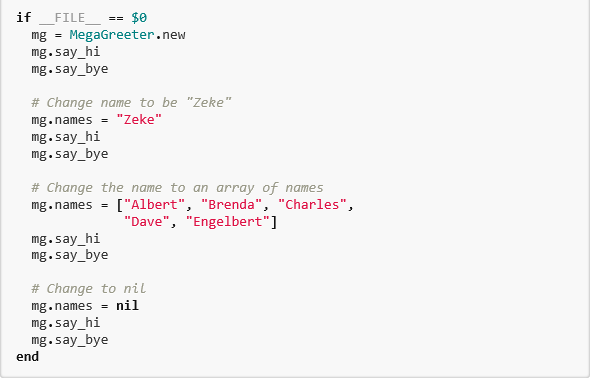 if __FILE__ == $0
  mg = MegaGreeter.new
  mg.say_hi
  mg.say_bye

  # Change name to be "Zeke"
  mg.names = "Zeke"
  mg.say_hi
  mg.say_bye

  # Change the name to an array of names
  mg.names = ["Albert", "Brenda", "Charles",
              "Dave", "Engelbert"]
  mg.say_hi
  mg.say_bye

  # Change to nil
  mg.names = nil
  mg.say_hi
  mg.say_bye
end